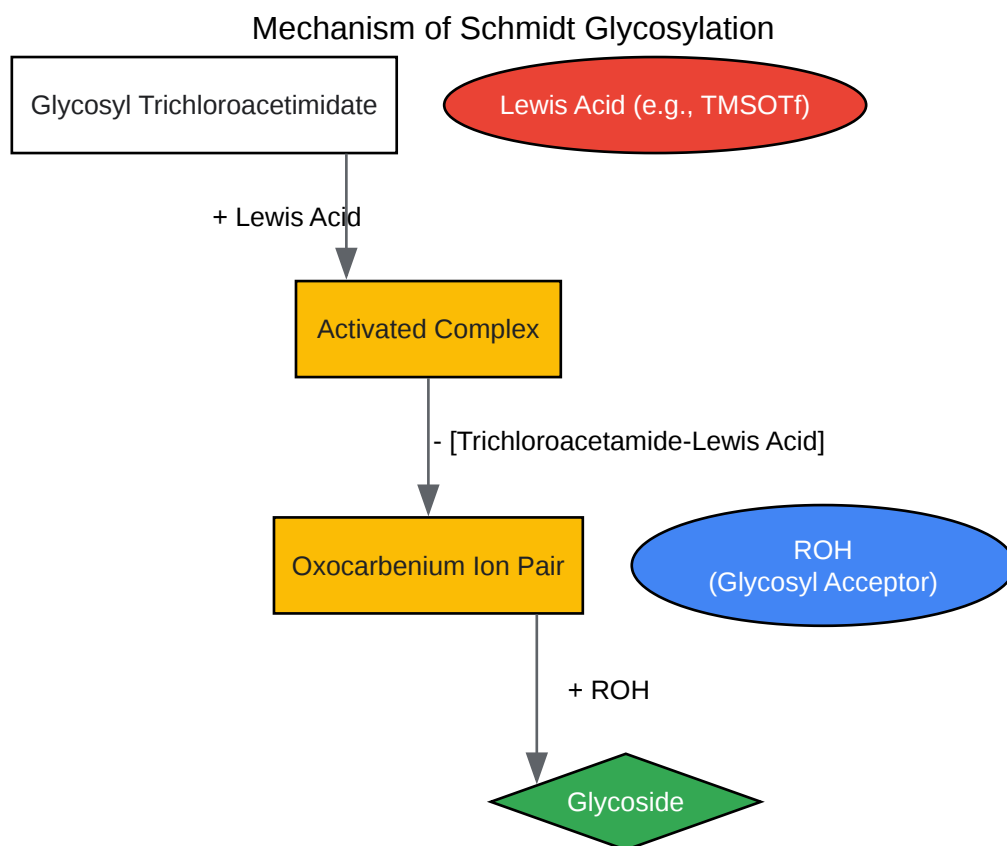 Mechanism of Schmidt Glycosylation
Glycosyl Trichloroacetimidate
Lewis Acid (e.g., TMSOTf)
+ Lewis Acid
Activated Complex
- [Trichloroacetamide-Lewis Acid]
Oxocarbenium Ion Pair
ROH
(Glycosyl Acceptor)
+ ROH
Glycoside